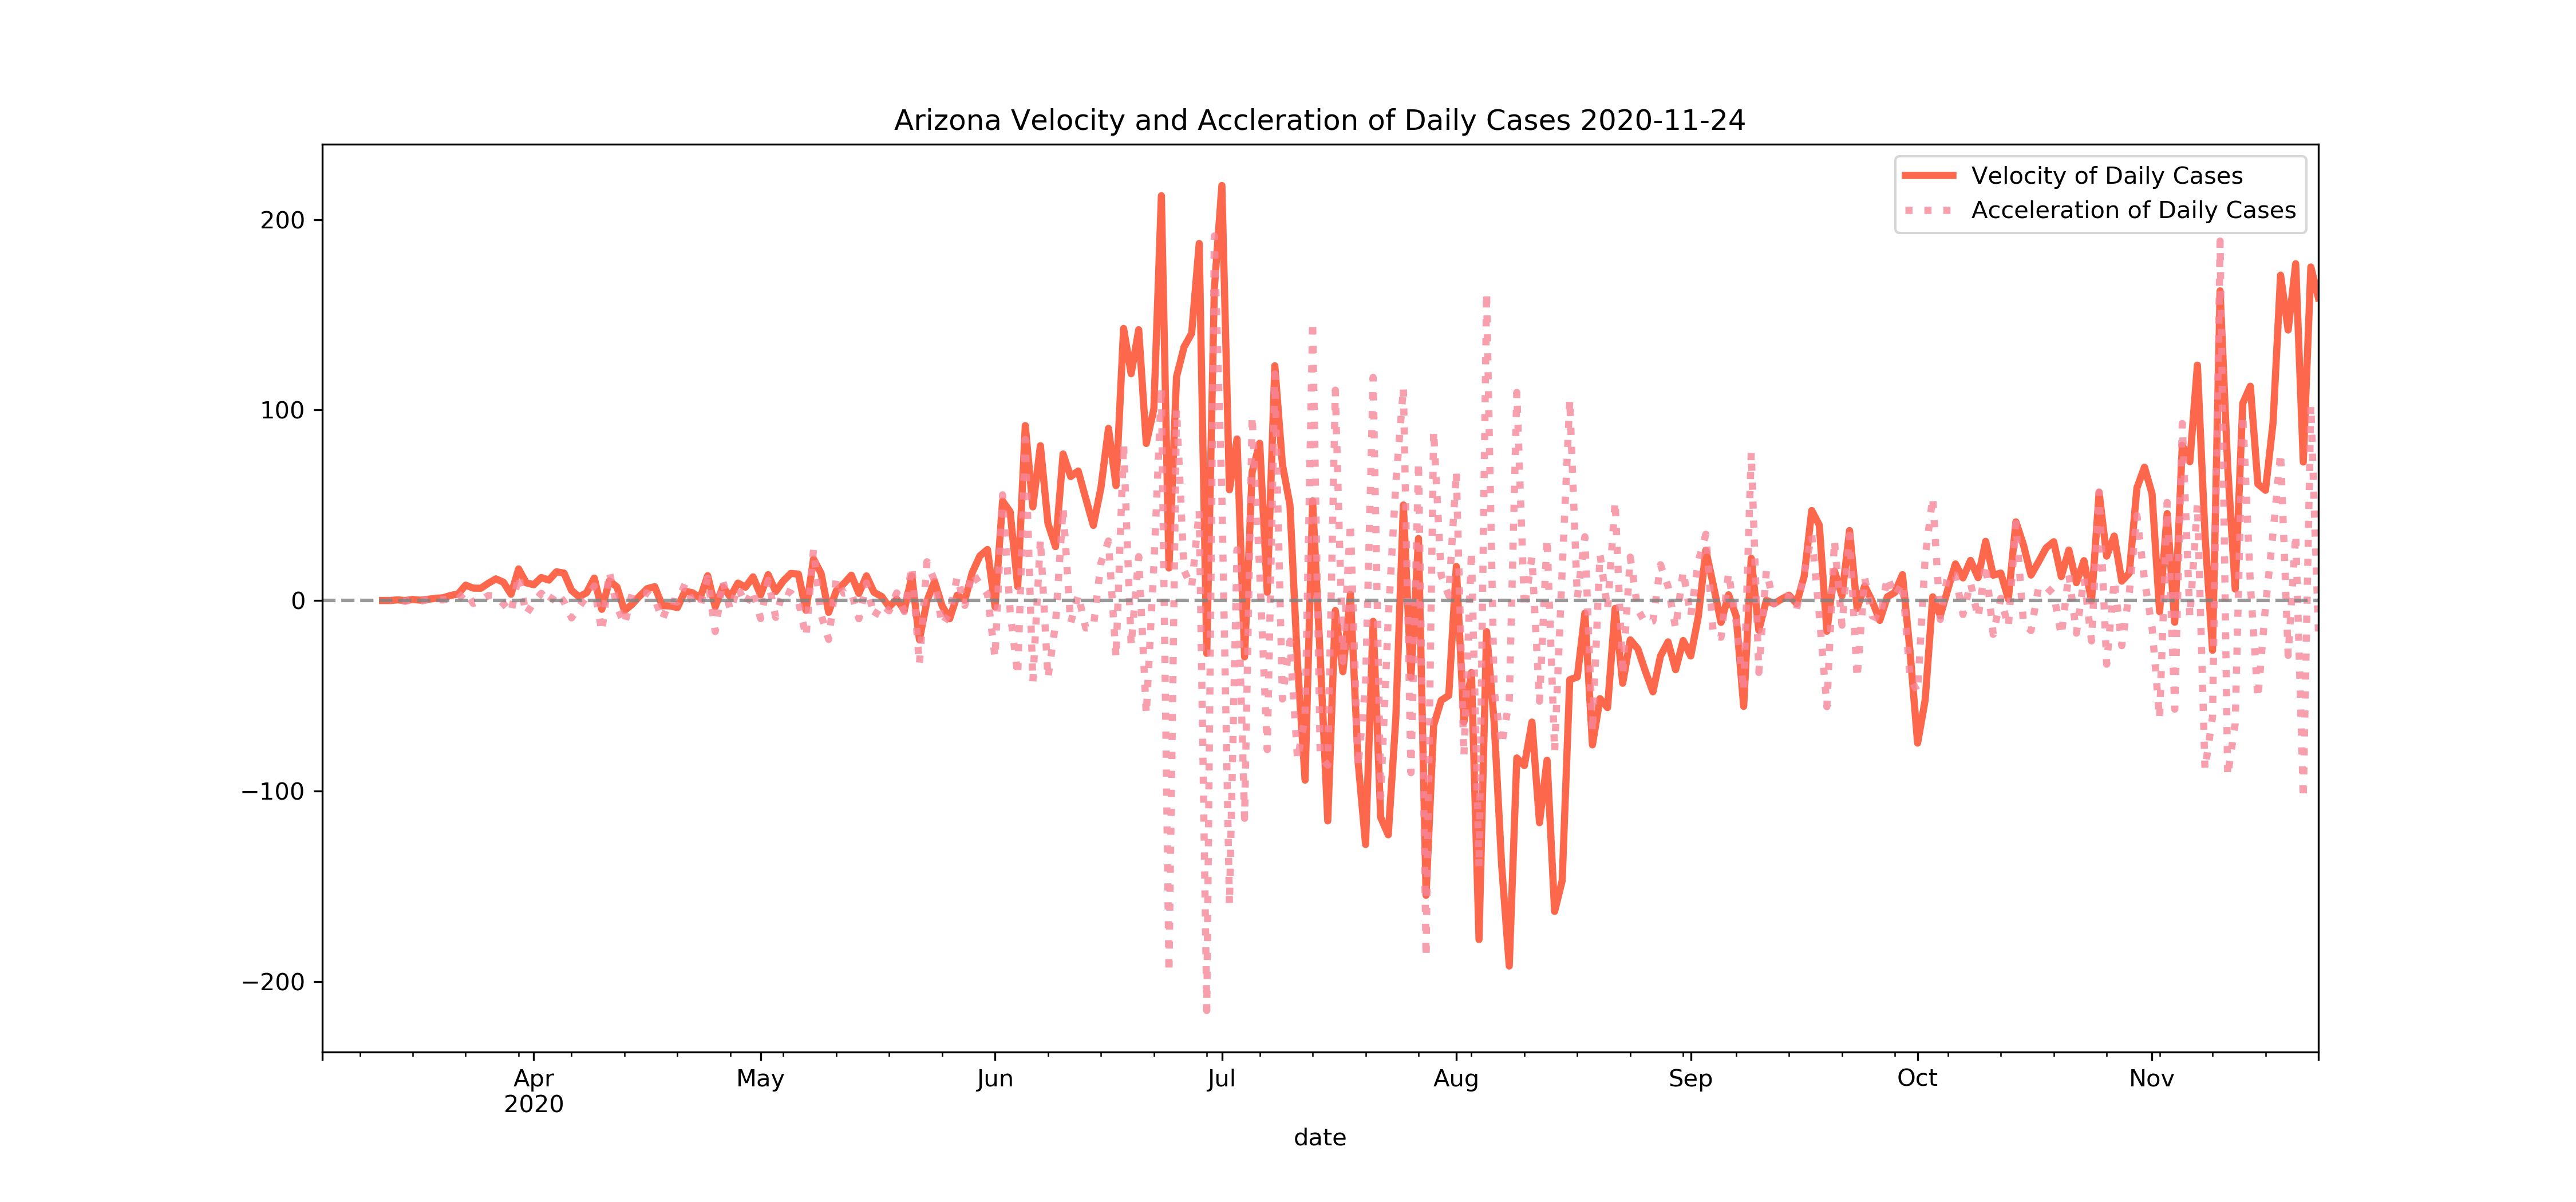 Arizona Velocity and Accleration of Daily Cases 2020-11-24
Velocity of Daily Cases
Acceleration of Daily Cases
200
100
0
−100
−200
Apr May Jun Jul Aug Sep Oct Nov
2020
date